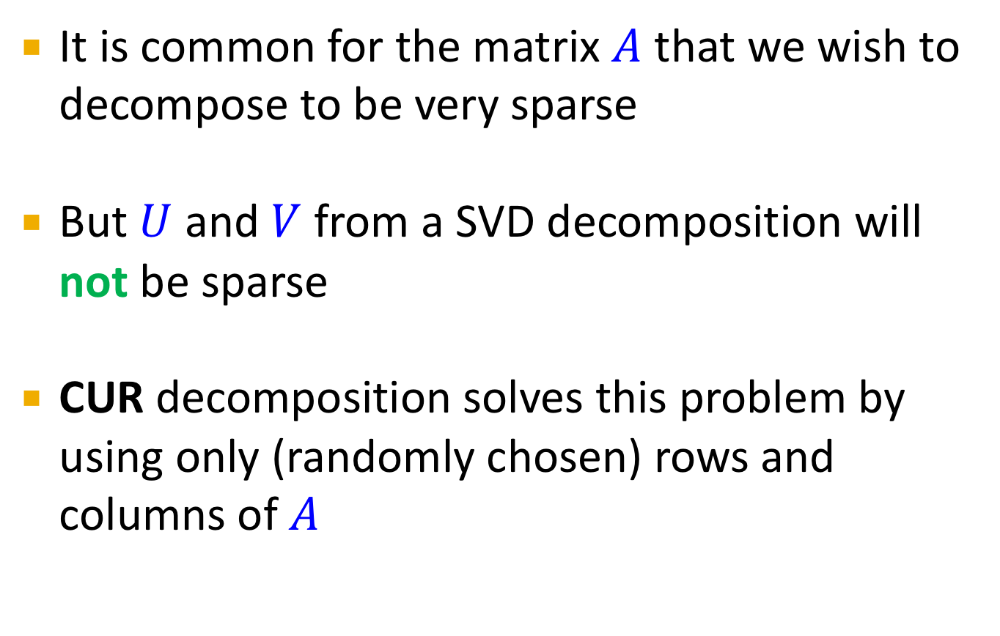 ▪ It is common for the matrix A that we wish to
decompose to be very sparse
▪ But U and V from a SVD decomposition will
not be sparse
▪ CUR decomposition solves this problem by
using only (randomly chosen) rows and
columns of A